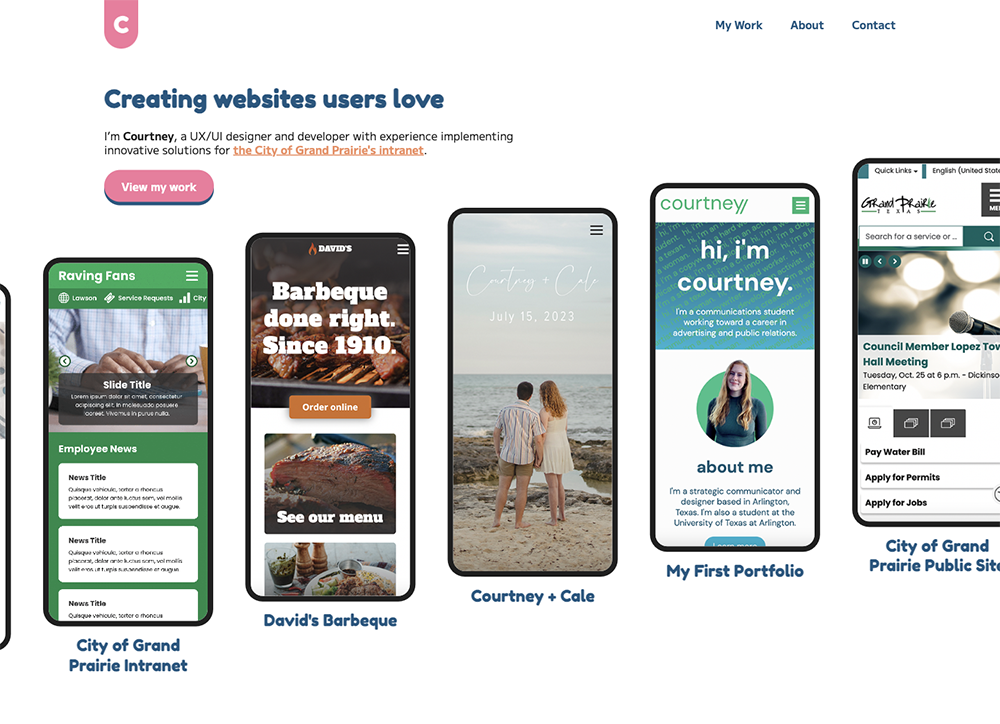 C
My Work
About
Contact
Creating websites users love
I'm Courtney, a UX/UI designer and developer with experience implementing
innovative solutions for the City of Grand Prairie's intranet.
View my work
Raving Fans
Lawson
Service Requests
City
Slide Title
Lorem ipsum dolor sit amet, consectetur
adipiscing elit. In malesuada posuere
laoreet. Vivamus in purus nulla.
Employee News
News Title
Quisque vehicula, tortor a rhoncus
placerat, dolor ante luctus sem, vel mollis
velit eros ut turpis suspendisse et augue.
News Title
Quisque vehicula, tortor a rhoncus
placerat, dolor ante luctus sem, vel mollis
velit eros ut turpis suspendisse et augue.
News Title
Quisque vehicula, tortor a rhoncus
City of Grand
Prairie Intranet
DAVID'S
Barbeque
done right.
Since 1910.
Order online
See our menu
David's Barbeque
Courtney + Cale
July 15, 2023
Courtney + Cale
courtney//
hi, i'm
courtney.
I'm a communications student
working toward a career in
advertising and public relations.
about me
I'm a strategic communicator and
designer based in Arlington,
Texas. I'm also a student at the
University of Texas at Arlington.
Learn more
My First Portfolio
Quick Links
English (United State
Grand Prairie
TEXAS
ME
Search for a service or ...
Council Member Lopez Tow
Hall Meeting
Tuesday, Oct. 25 at 6 p.m. - Dickinso
Elementary
Pay Water Bill
Apply for Permits
Apply for Jobs
City of Grand
Prairie Public Site